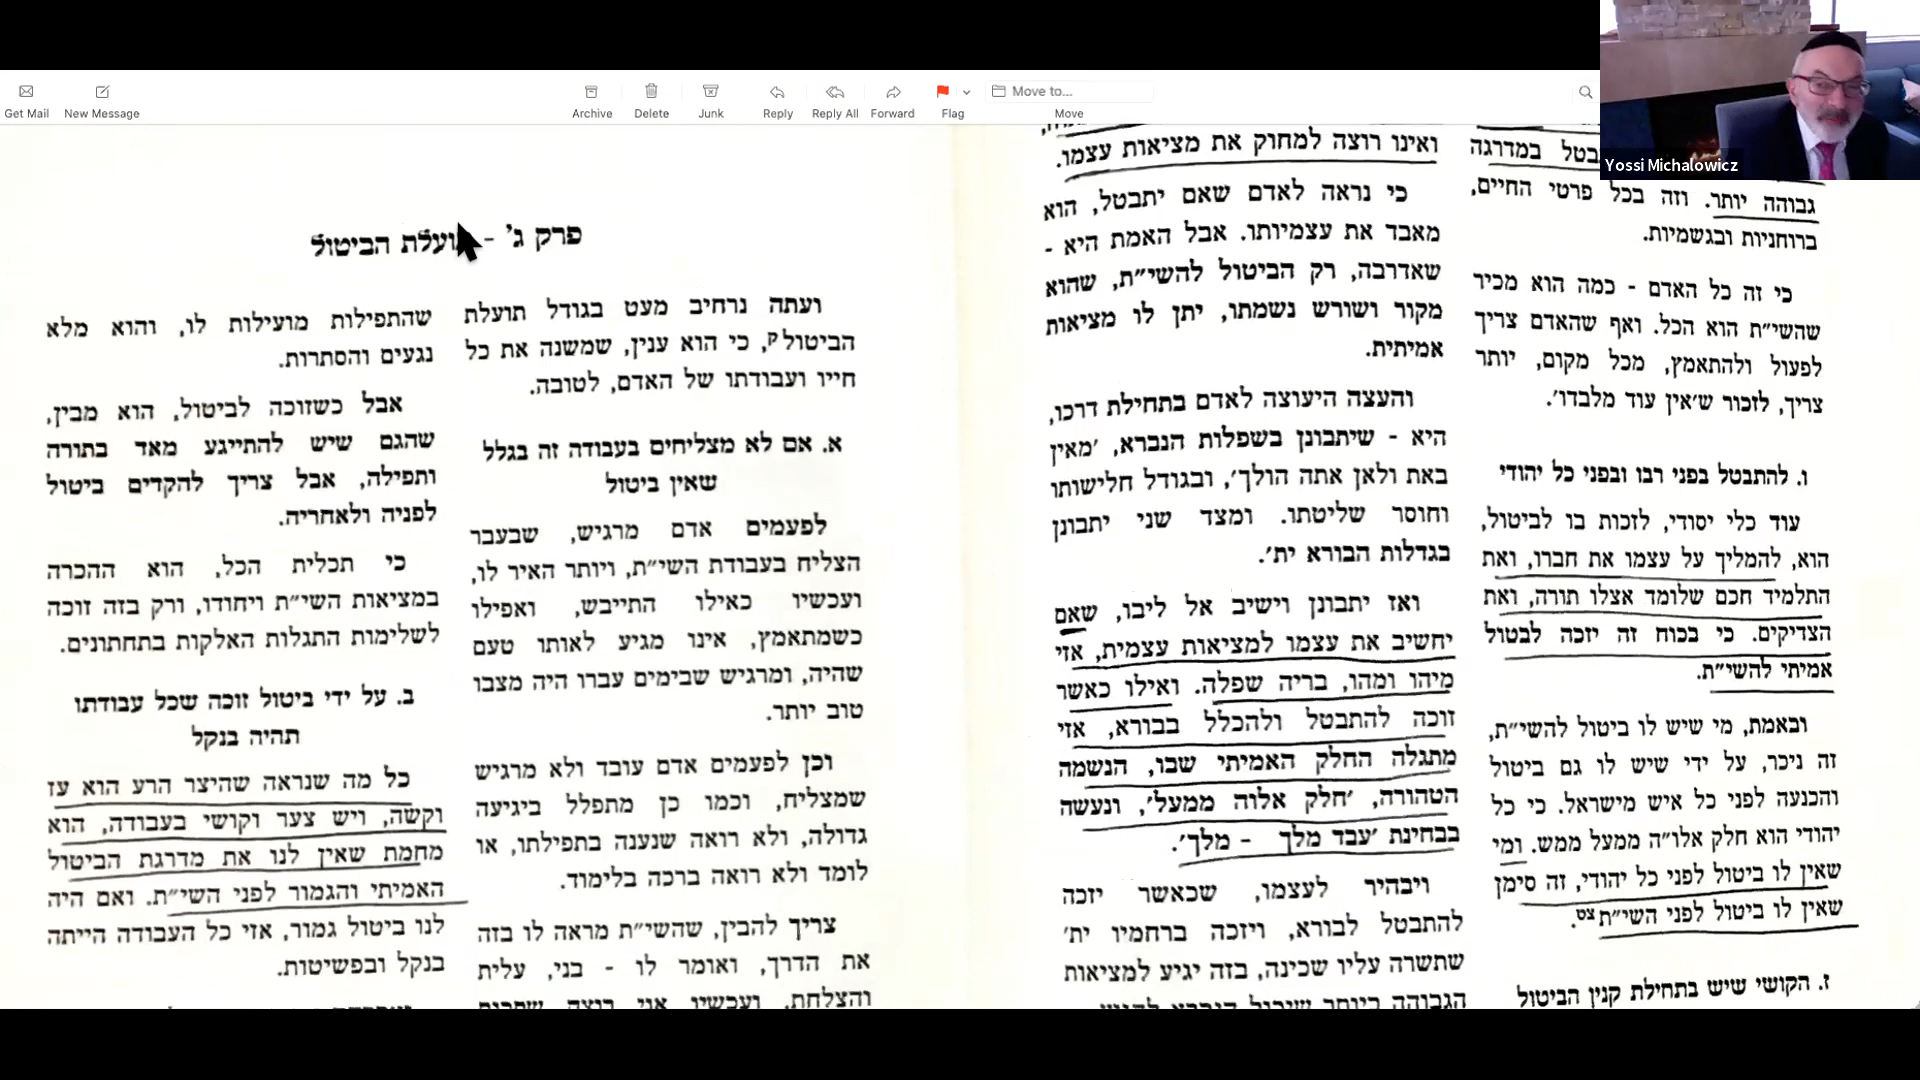 Get Mail
New Message
Archive
Delete
Junk
Reply
Reply All
Forward
Flag
Move to...
Move
Yossi Michalowicz
במדרגה
גבוהה יותר. וזה בכל פרטי החיים,
ברוחניות ובגשמיות.
כי זה כל האדם - כמה הוא מכיר
שהשי״ת הוא הכל. ואף שהאדם צריך
לפעול ולהתאמץ, מכל מקום, יותר
צריך, לזכור ש׳אין עוד מלבדו׳.
ו. להתבטל בפני רבו ובפני כל יהודי
עוד כלי יסודי, לזכות בו לביטול,
הוא, להמליך על עצמו את חברו, ואת
התלמיד חכם שלומד אצלו תורה, ואת
הצדיקים. כי בכוח זה יזכה לבטול
אמיתי להשי״ת.
ובאמת, מי שיש לו ביטול להשי״ת,
זה ניכר, על ידי שיש לו גם ביטול
והכנעה לפני כל איש מישראל. כי כל
יהודי הוא חלק אלו״ה ממעל ממש. ומי
שאין לו ביטול לפני כל יהודי, זה סימן
שאין לו ביטול לפני השי״תצט.
ז. הקושי שיש בתחילת קנין הביטול
ואינו רוצה למחוק את מציאות עצמו.
כי נראה לאדם שאם יתבטל, הוא
מאבד את עצמיותו. אבל האמת היא -
שאדרבה, רק הביטול להשי״ת, שהוא
מקור ושורש נשמתו, יתן לו מציאות
אמיתית.
והעצה היעוצה לאדם בתחילת דרכו,
היא - שיתבונן בשפלות הנברא, ׳מאין
באת ולאן אתה הולך׳, ובגודל חלישותו
וחוסר שליטתו. ומצד שני יתבונן
בגדלות הבורא ית׳.
ואז יתבונן וישיב אל ליבו, שאם
יחשיב את עצמו למציאות עצמית, אזי
מיהו ומהו, בריה שפלה. ואילו כאשר
זוכה להתבטל ולהכלל בבורא, אזי
מתגלה החלק האמיתי שבו, הנשמה
הטהורה, ׳חלק אלוה ממעל׳, ונעשה
בבחינת ׳עבד מלך - מלך׳.
ויבהיר לעצמו, שכאשר יזכה
להתבטל לבורא, ויזכה ברחמיו ית׳
שתשרה עליו שכינה, בזה יגיע למציאות
הגבוהה ביותר שיכול הנברא להגיע
פרק ג׳ - הביטול
ועתה נרחיב מעט בגודל תועלת
הביטולק, כי הוא ענין, שמשנה את כל
חייו ועבודתו של האדם, לטובה.
א. אם לא מצליחים בעבודה זה בגלל
שאין ביטול
לפעמים אדם מרגיש, שבעבר
הצליח בעבודת השי״ת, ויותר האיר לו,
ועכשיו כאילו התייבש, ואפילו
כשמתאמץ, אינו מגיע לאותו טעם
שהיה, ומרגיש שבימים עברו היה מצבו
טוב יותר.
וכן לפעמים אדם עובד ולא מרגיש
שמצליח, וכמו כן מתפלל ביגיעה
גדולה, ולא רואה שנענה בתפילתו, או
לומד ולא רואה ברכה בלימוד.
צריך להבין, שהשי״ת מראה לו בזה
את הדרך, ואומר לו - בני, עלית
והצלחת, ועכשיו אני רוצה
שהתפילות מועילות לו, והוא מלא
נגעים והסתרות.
אבל כשזוכה לביטול, הוא מבין,
שהגם שיש להתייגע מאד בתורה
ותפילה, אבל צריך להקדים ביטול
לפניה ולאחריה.
כי תכלית הכל, הוא ההכרה
במציאות השי״ת ויחודו, ורק בזה זוכה
לשלימות התגלות האלקות בתחתונים.
ב. על ידי ביטול זוכה שכל עבודתו
תהיה בנקל
כל מה שנראה שהיצר הרע הוא עז
וקשה, ויש צער וקושי בעבודה, הוא
מחמת שאין לנו את מדרגת הביטול
האמיתי והגמור לפני השי״ת. ואם היה
לנו ביטול גמור, אזי כל העבודה הייתה
בנקל ובפשיטות.